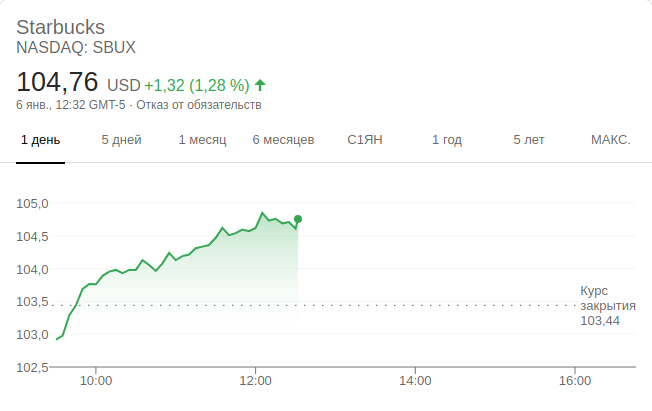 Starbucks
NASDAQ: SBUX
104,76 USD +1,32 (1,28 %)
6 янв., 12:32 GMT-5 · Отказ от обязательств
1 день 5 дней 1 месяц 6 месяцев С1ЯН 1 год 5 лет МАКС.
105,0
104,5
104,0
103,5
103,0
102,5
Курс
закрытия
103,44
10:00 12:00 14:00 16:00